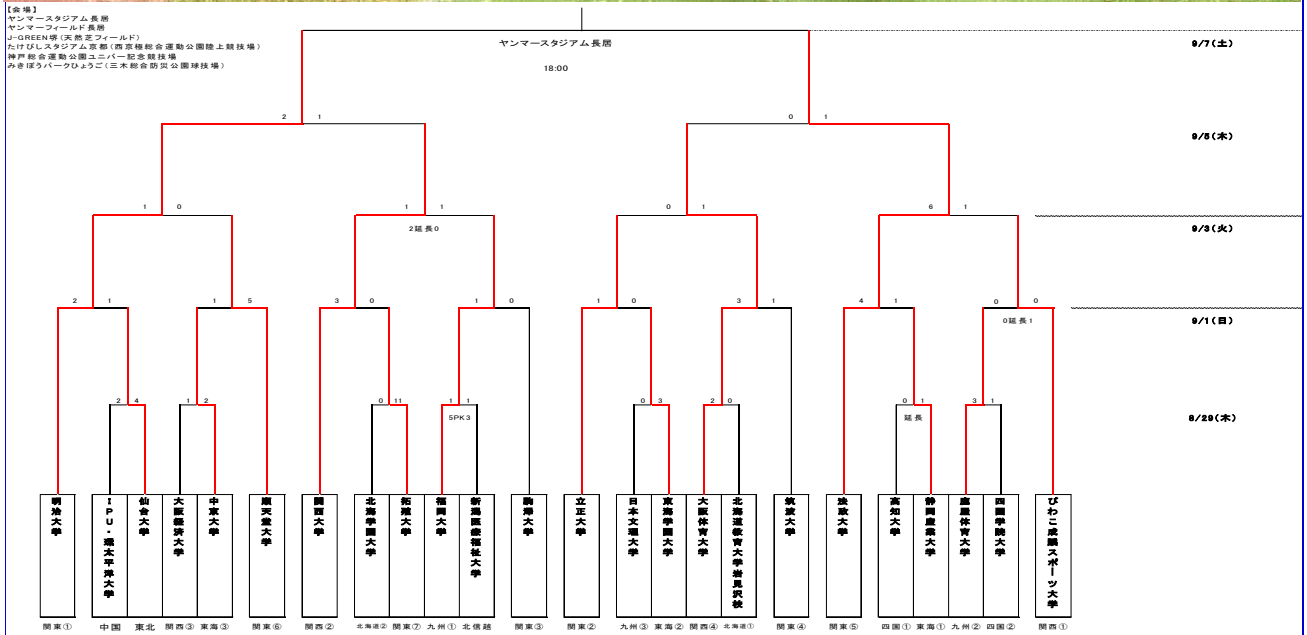 【会場】
ヤンマースタジアム長居
ヤンマーフィールド長居
J-GREEN堺(天然芝フィールド)
たけびしスタジアム京都(西京極総合運動公園陸上競技場)
神戸総合運動公園ユニバー記念競技場
みきぼうパークひょうご(三木総合防災公園球技場)
ヤンマースタジアム長居
18:00
9/7(土)
2 1 0 1
9/5(木)
1 0 1 1 0 1 6 1
2延長0
9/3(火)
2 1 1 5 3 0 1 0 1 0 3 1 4 1 0 0
0延長1
9/1(日)
2 4 1 2 0 11 1 1 0 3 2 0 0 1 3 1
5PK3
延長
8/29(木)
明治大学
IPU・環太平洋大学
仙台大学
大阪経済大学
中京大学
順天堂大学
関西大学
北海学園大学
拓殖大学
福岡大学
新潟医療福祉大学
駒澤大学
立正大学
日本文理大学
東海学園大学
大阪体育大学
北海道教育大学岩見沢校
筑波大学
法政大学
高知大学
静岡産業大学
鹿屋体育大学
四国学院大学
びわこ成蹊スポーツ大学
関東① 中国 東北 関西③ 東海③ 関東⑥ 関西② 北海道② 関東⑦ 九州① 北信越 関東③ 関東② 九州③ 東海② 関西④ 北海道① 関東④ 関東⑤ 四国① 東海① 九州② 四国② 関西①